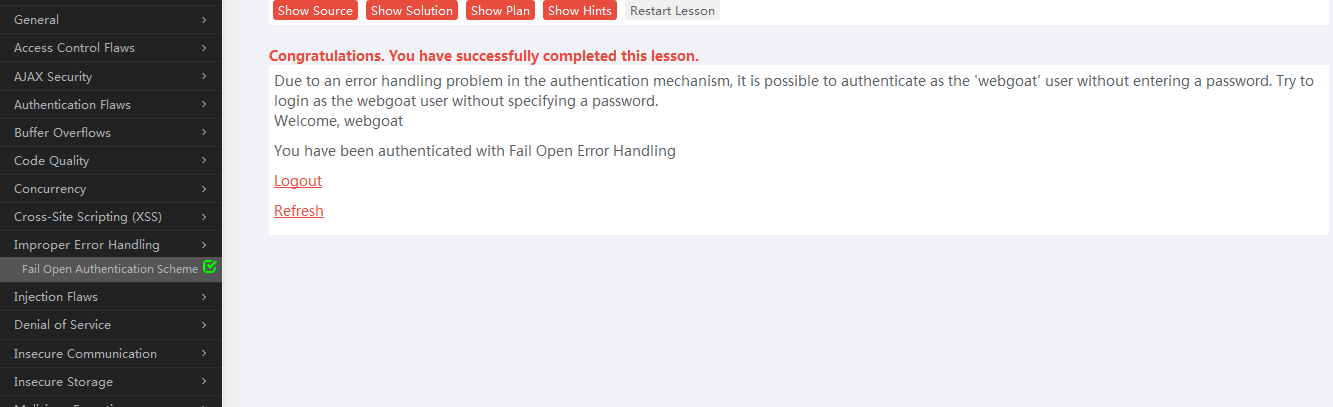 General
Access Control Flaws
AJAX Security
Authentication Flaws
Buffer Overflows
Code Quality
Concurrency
Cross-Site Scripting (XSS)
Improper Error Handling
Fail Open Authentication Scheme
Injection Flaws
Denial of Service
Insecure Communication
Insecure Storage
Show Source Show Solution Show Plan Show Hints Restart Lesson
Congratulations. You have successfully completed this lesson.
Due to an error handling problem in the authentication mechanism, it is possible to authenticate as the 'webgoat' user without entering a password. Try to
login as the webgoat user without specifying a password.
Welcome, webgoat
You have been authenticated with Fail Open Error Handling
Logout
Refresh